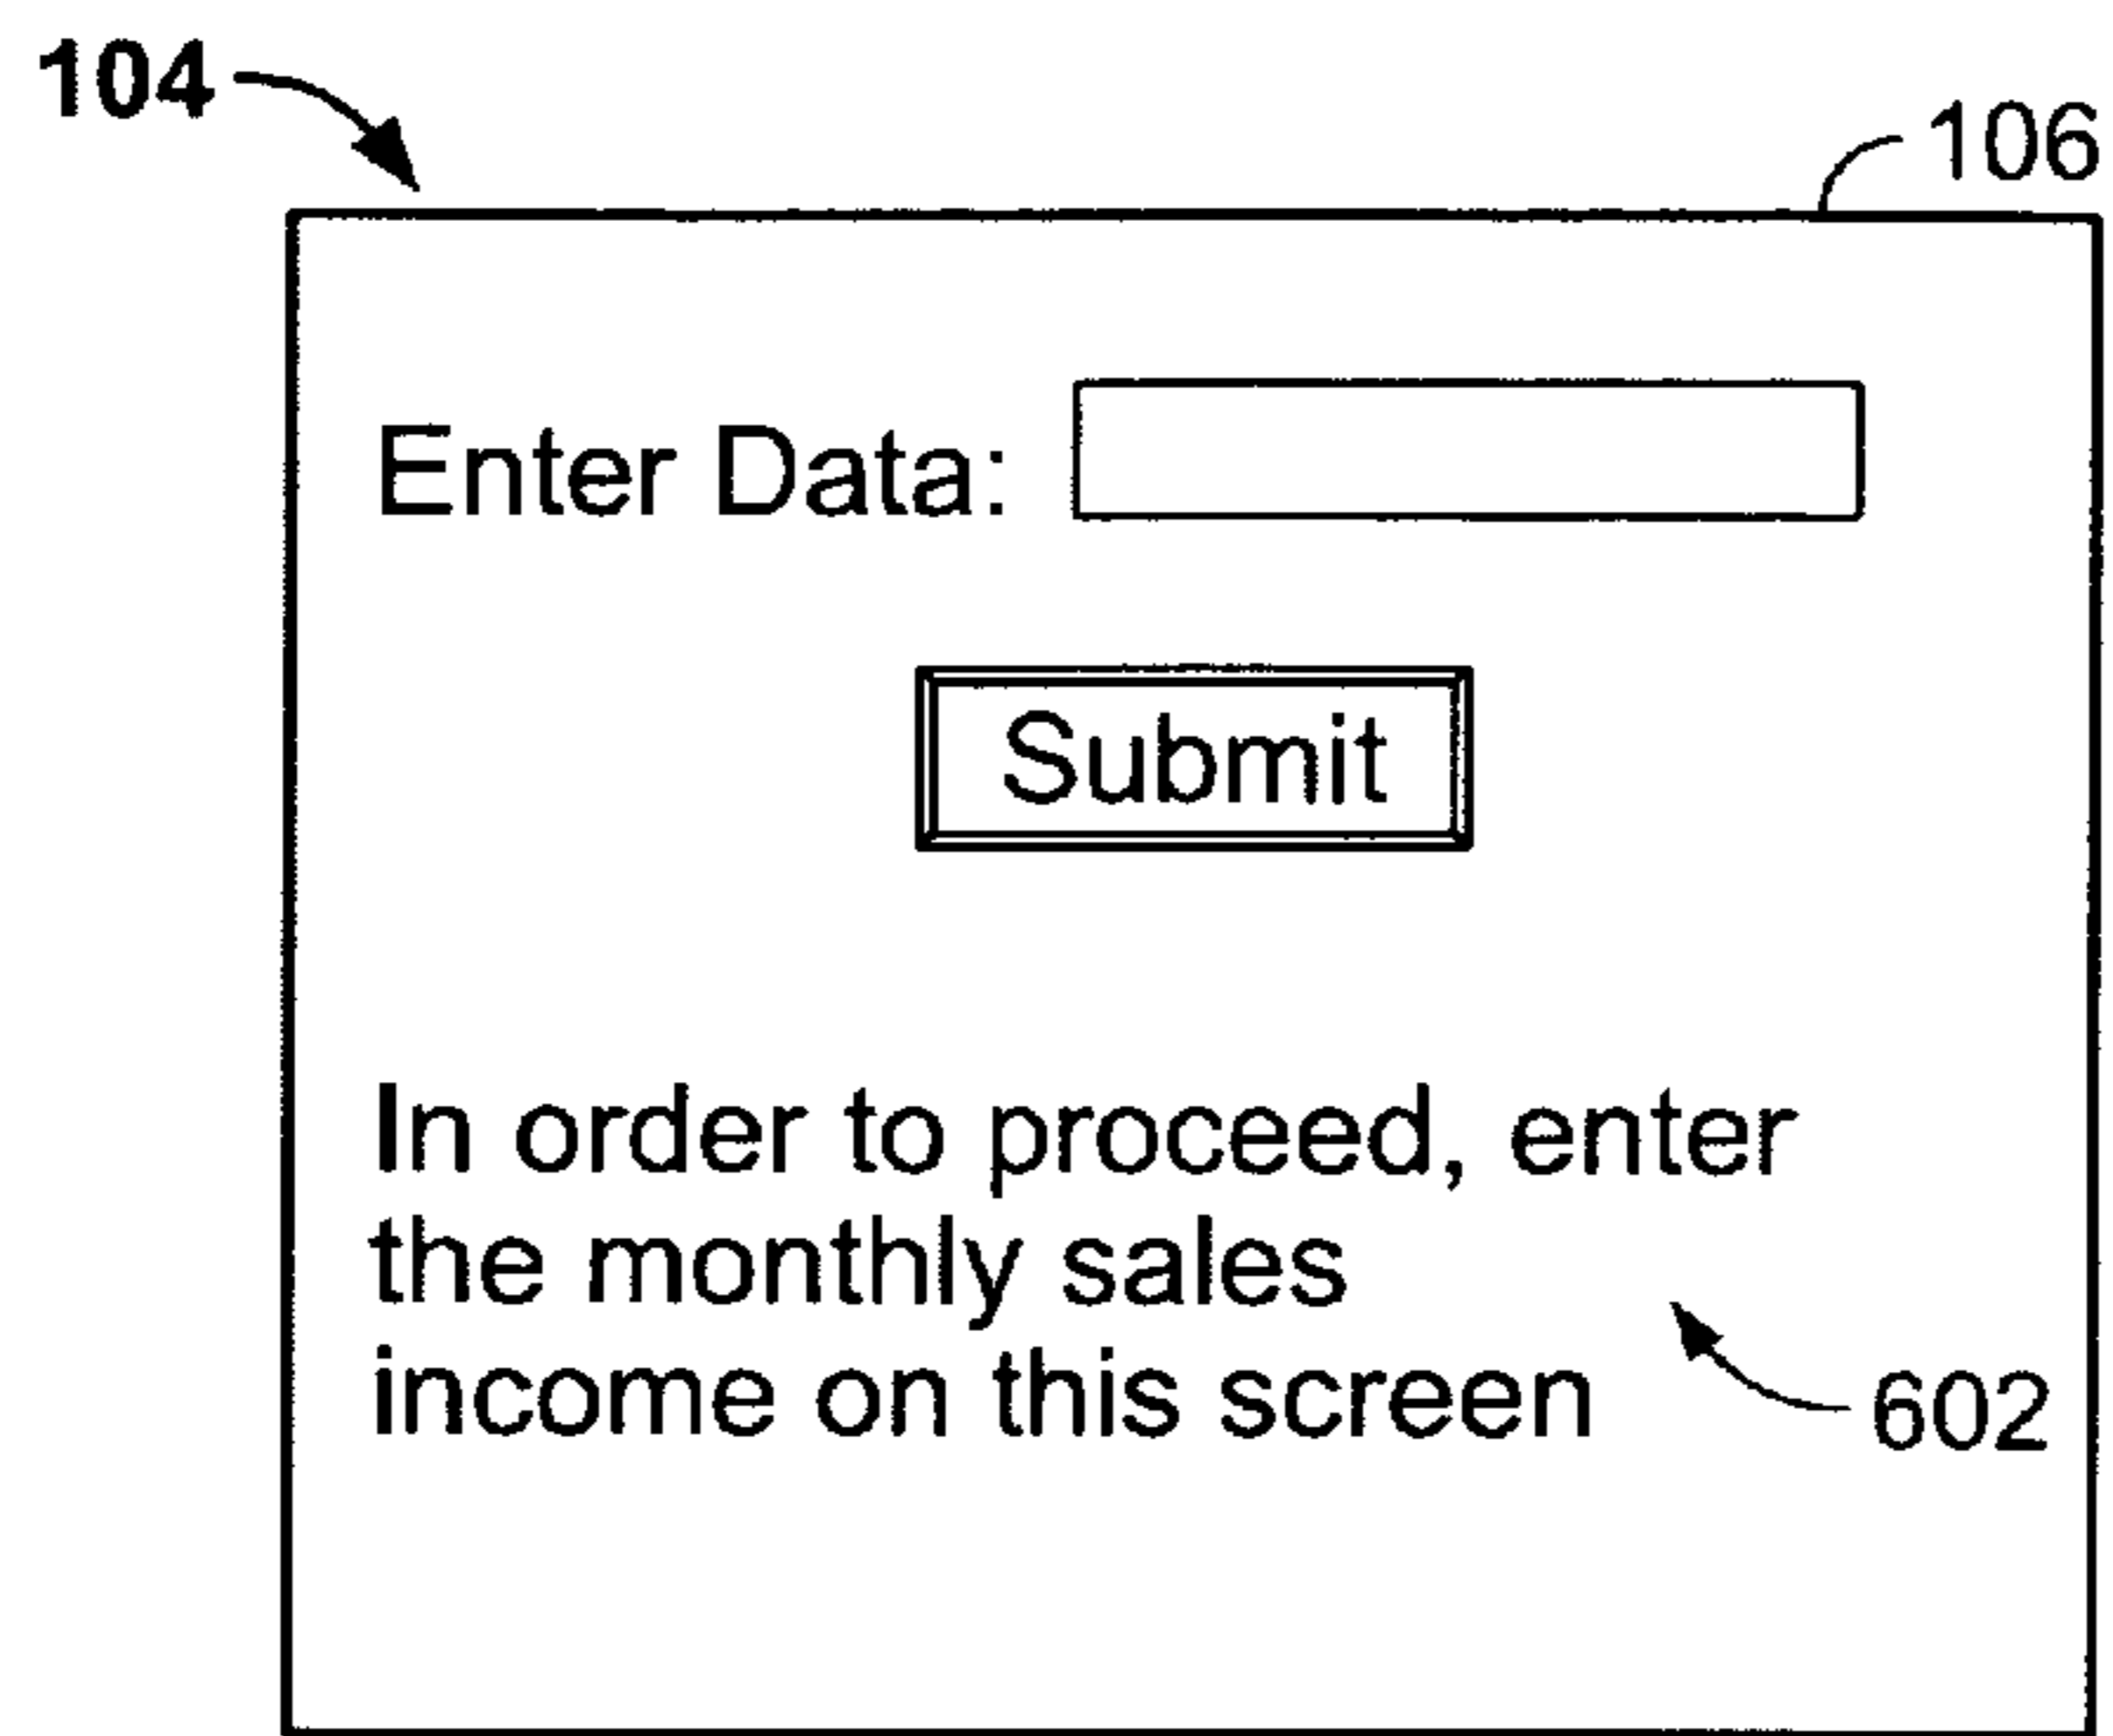 104
106
Enter Data:
Submit
In order to proceed, enter
the monthly sales
income on this screen
602